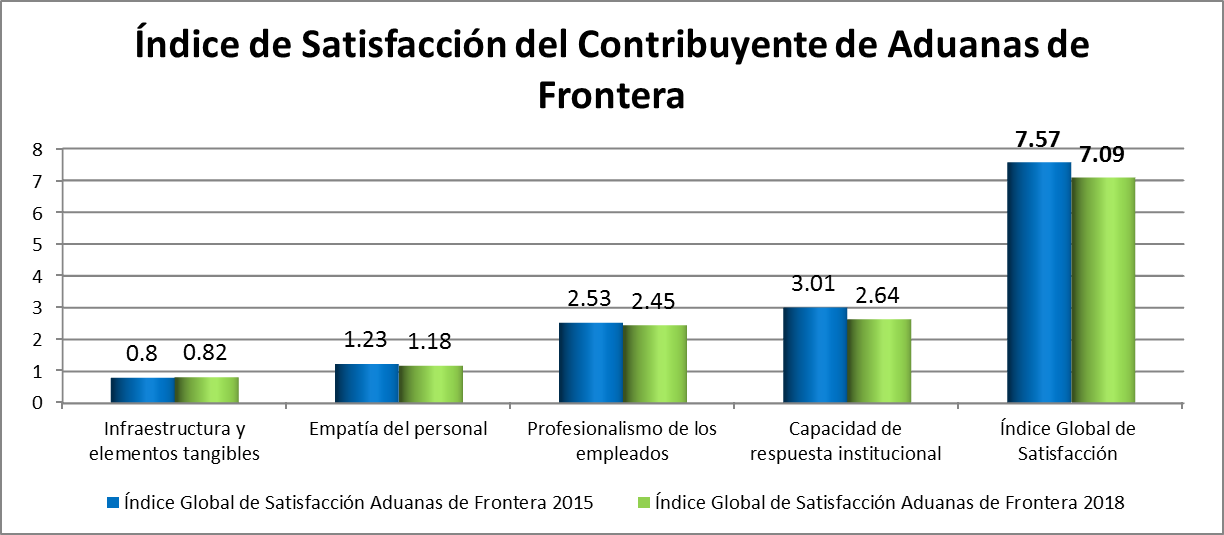 Índice de Satisfacción del Contribuyente de Aduanas de
Frontera
8
7
6
5
4
3
2
1
0
0.8
0.82
1.23
1.18
2.53
2.45
3.01
2.64
7.57
7.09
Infraestructura y
elementos tangibles
Empatía del personal
Profesionalismo de los
empleados
Capacidad de
respuesta institucional
Índice Global de
Satisfacción
Índice Global de Satisfacción Aduanas de Frontera 2015
Índice Global de Satisfacción Aduanas de Frontera 2018